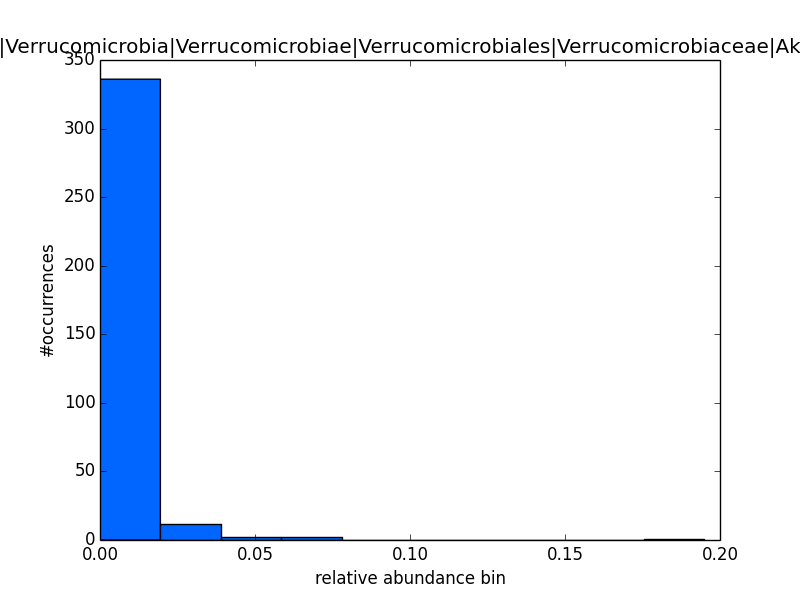 |Verrucomicrobia|Verrucomicrobiae|Verrucomicrobiales|Verrucomicrobiaceae|Ak
350
300
250
200
150
100
50
0
#occurrences
0.00 0.05 0.10 0.15 0.20
relative abundance bin